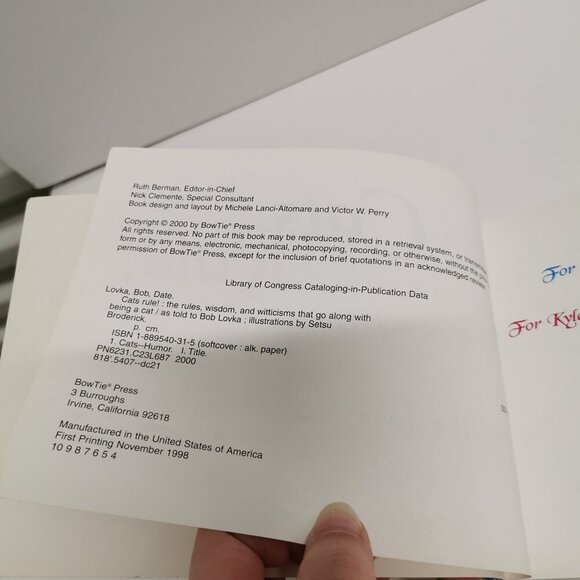 Ruth Berman, Editor-in-Chief
Nick Clemente, Special Consultant
Book design and layout by Michele Lanci-Altomare and Victor W. Perry
Copyright © 2000 by BowTie® Press
All rights reserved. No part of this book may be reproduced, stored in a retrieval system, or
form or by any means, electronic, mechanical, photocopying, recording, or otherwise, without the
permission of BowTie® Press, except for the inclusion of brief quotations in an acknowledged
Library of Congress Cataloging-in-Publication Data
Lovka, Bob, Date.
Cats rule! : the rules, wisdom, and witticisms that go along with
being a cat / as told to Bob Lovka ; illustrations by Setsu
Broderick.
p. cm.
ISBN 1-889540-31-5 (softcover : alk. paper)
1. Cats--Humor. I. Title.
PN6231.C23L687 2000
818'.5407--dc21
BowTie® Press
3 Burroughs
Irvine, California 92618
Manufactured in the United States of America
First Printing November 1998
10 9 8 7 6 5 4
For
For